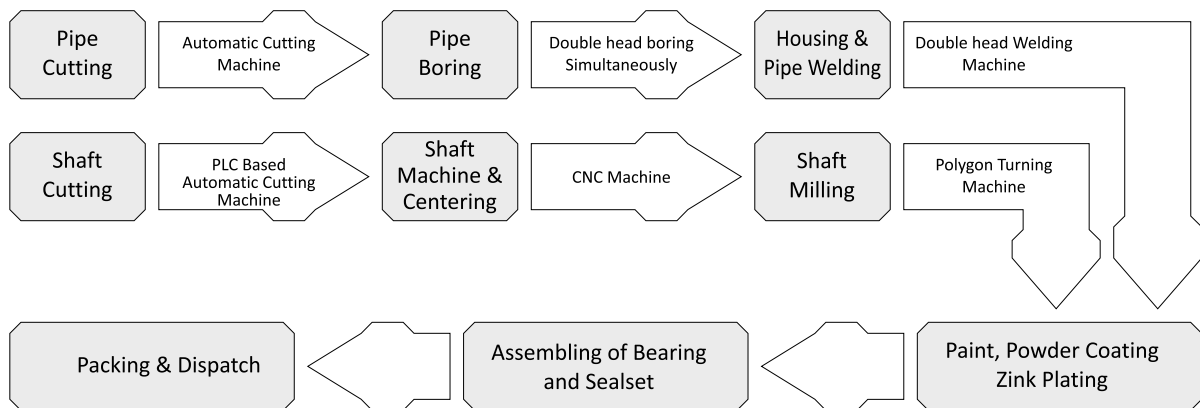 Pipe
Cutting
Automatic Cutting
Machine
Pipe
Boring
Double head boring
Simultaneously
Housing &
Pipe Welding
Double head Welding
Machine
Shaft
Cutting
PLC Based
Automatic Cutting
Machine
Shaft
Machine &
Centering
CNC Machine
Shaft
Milling
Polygon Turning
Machine
Packing & Dispatch
Assembling of Bearing
and Sealset
Paint, Powder Coating
Zink Plating